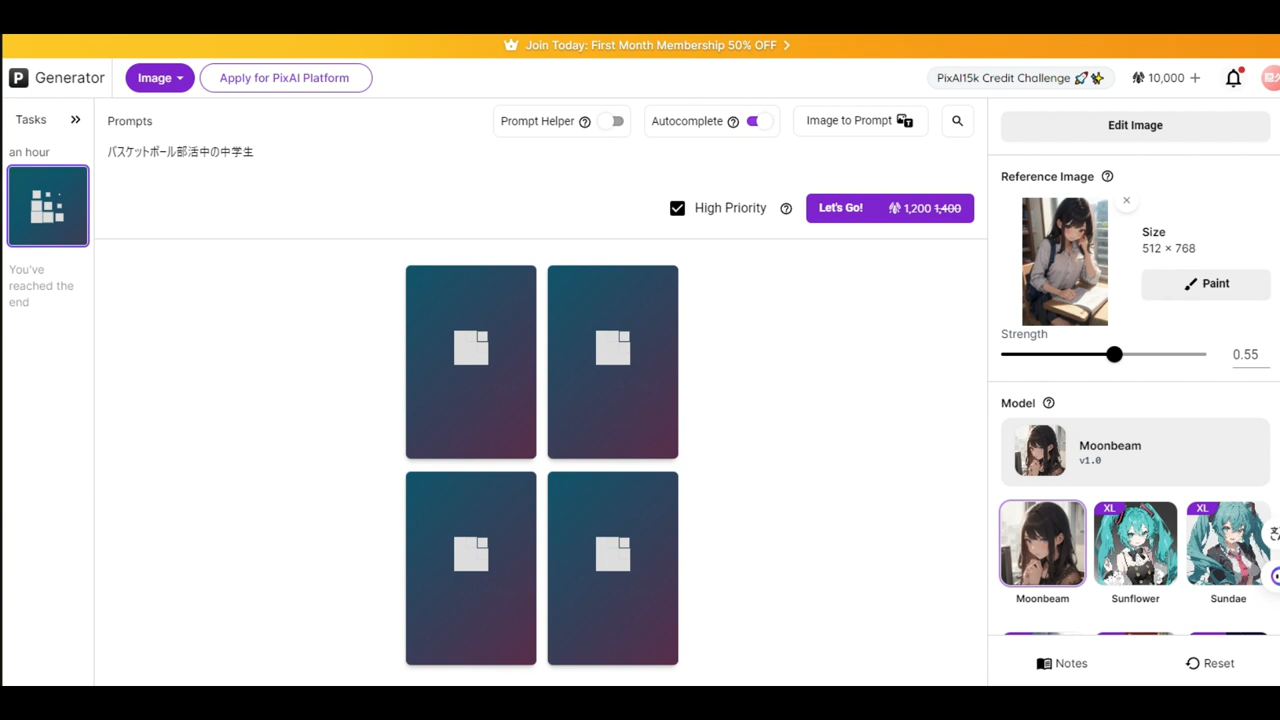 Join Today: First Month Membership 50% OFF
P Generator
Image
Apply for PixAI Platform
PixAI15k Credit Challenge
10,000
Tasks
an hour
You've
reached the
end
Prompts
Prompt Helper
Autocomplete
Image to Prompt
バスケットボール部活中の中学生
High Priority
Let's Go! 1,200 1,400
Edit Image
Reference Image
Size
512 × 768
Paint
Strength
0.55
Model
Moonbeam
v1.0
XL
XL
Moonbeam
Sunflower
Sundae
Notes
Reset